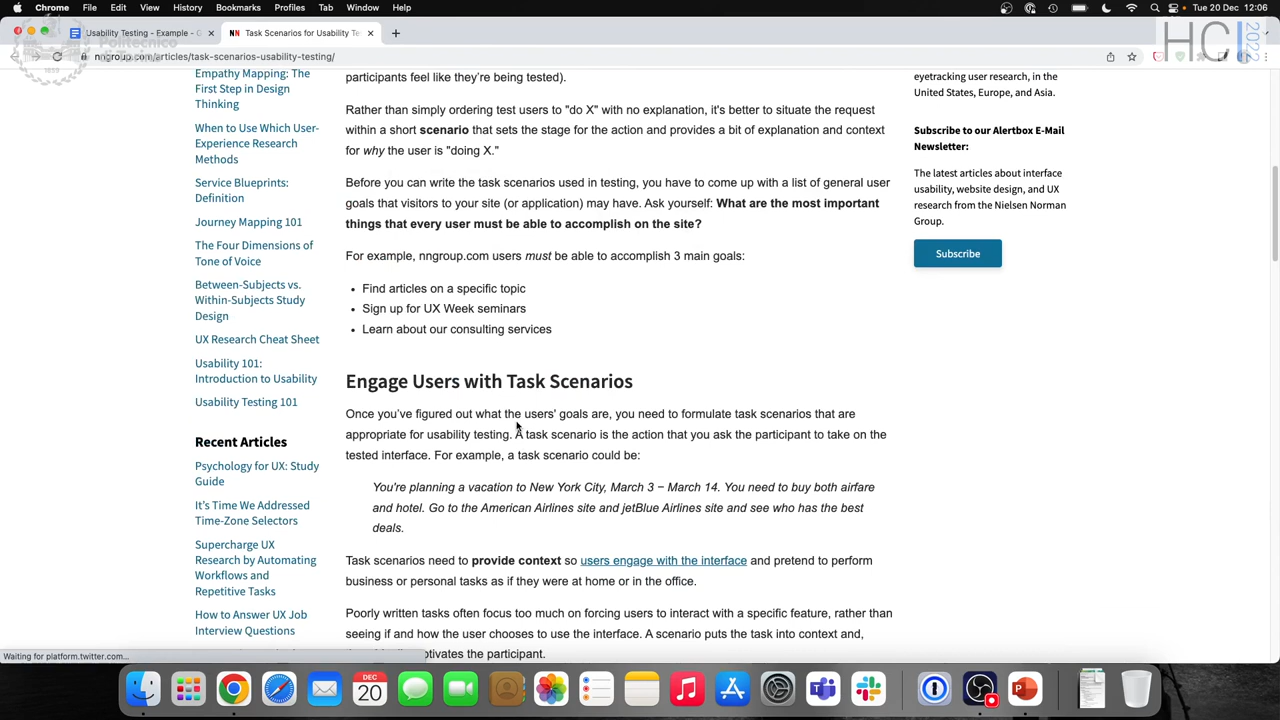 Chrome File Edit View History Bookmarks Profiles Tab Window Help
Tue 20 Dec 12:06
Usability Testing - Example - G
Task Scenarios for Usability Te
Politecnico
1859
HCI 2022
nngroup.com/articles/task-scenarios-usability-testing/
Empathy Mapping: The
First Step in Design
Thinking
When to Use Which User-
Experience Research
Methods
Service Blueprints:
Definition
Journey Mapping 101
The Four Dimensions of
Tone of Voice
Between-Subjects vs.
Within-Subjects Study
Design
UX Research Cheat Sheet
Usability 101:
Introduction to Usability
Usability Testing 101
Recent Articles
Psychology for UX: Study
Guide
It's Time We Addressed
Time-Zone Selectors
Supercharge UX
Research by Automating
Workflows and
Repetitive Tasks
How to Answer UX Job
Interview Questions
participants feel like they're being tested).
Rather than simply ordering test users to "do X" with no explanation, it's better to situate the request
within a short scenario that sets the stage for the action and provides a bit of explanation and context
for why the user is "doing X."
Before you can write the task scenarios used in testing, you have to come up with a list of general user
goals that visitors to your site (or application) may have. Ask yourself: What are the most important
things that every user must be able to accomplish on the site?
For example, nngroup.com users must be able to accomplish 3 main goals:
• Find articles on a specific topic
• Sign up for UX Week seminars
• Learn about our consulting services
Engage Users with Task Scenarios
Once you've figured out what the users' goals are, you need to formulate task scenarios that are
appropriate for usability testing. A task scenario is the action that you ask the participant to take on the
tested interface. For example, a task scenario could be:
You're planning a vacation to New York City, March 3 − March 14. You need to buy both airfare
and hotel. Go to the American Airlines site and jetBlue Airlines site and see who has the best
deals.
Task scenarios need to provide context so users engage with the interface and pretend to perform
business or personal tasks as if they were at home or in the office.
Poorly written tasks often focus too much on forcing users to interact with a specific feature, rather than
seeing if and how the user chooses to use the interface. A scenario puts the task into context and,
motivates the participant.
eyetracking user research, in the
United States, Europe, and Asia.
Subscribe to our Alertbox E-Mail
Newsletter:
The latest articles about interface
usability, website design, and UX
research from the Nielsen Norman
Group.
Subscribe
Waiting for platform.twitter.com...
DEC
20